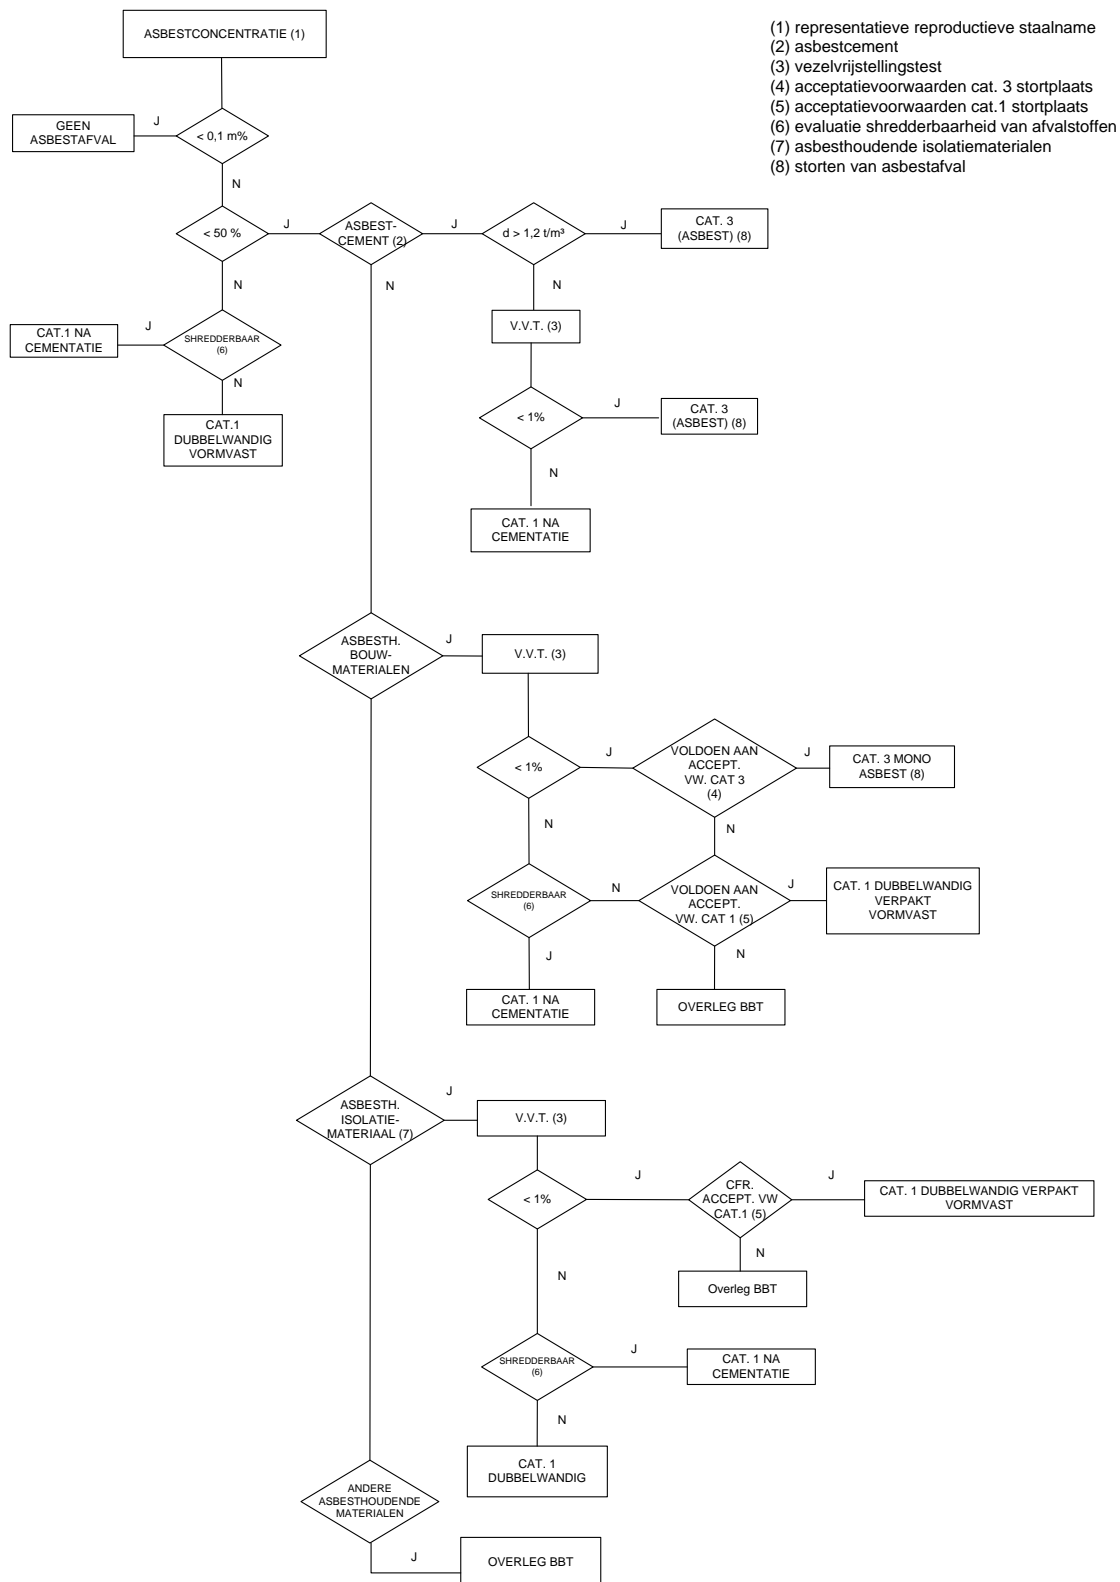 ASBESTCONCENTRATIE (1)
(1) representatieve reproductieve staalname
(2) asbestcement
(3) vezelvrijstellingstest
(4) acceptatievoorwaarden cat. 3 stortplaats
(5) acceptatievoorwaarden cat.1 stortplaats
(6) evaluatie shredderbaarheid van afvalstoffen
(7) asbesthoudende isolatiematerialen
(8) storten van asbestafval
GEEN
ASBESTAFVAL
J
< 0,1 m%
N
< 50 %
J
ASBEST-
CEMENT (2)
J
d > 1,2 t/m³
J
CAT. 3
(ASBEST) (8)
N
N
N
CAT.1 NA
CEMENTATIE
J
SHREDDERBAAR
(6)
N
CAT.1
DUBBELWANDIG
VORMVAST
V.V.T. (3)
< 1%
J
CAT. 3
(ASBEST) (8)
N
CAT. 1 NA
CEMENTATIE
ASBESTH.
BOUW-
MATERIALEN
J
V.V.T. (3)
< 1%
J
VOLDOEN AAN
ACCEPT.
VW. CAT 3
(4)
J
CAT. 3 MONO
ASBEST (8)
N
N
SHREDDERBAAR
(6)
N
VOLDOEN AAN
ACCEPT.
VW. CAT 1 (5)
J
CAT. 1 DUBBELWANDIG
VERPAKT
VORMVAST
J
N
CAT. 1 NA
CEMENTATIE
OVERLEG BBT
ASBESTH.
ISOLATIE-
MATERIAAL (7)
J
V.V.T. (3)
< 1%
J
CFR.
ACCEPT. VW
CAT.1 (5)
J
CAT. 1 DUBBELWANDIG VERPAKT
VORMVAST
N
N
Overleg BBT
SHREDDERBAAR
(6)
J
CAT. 1 NA
CEMENTATIE
N
CAT. 1
DUBBELWANDIG
ANDERE
ASBESTHOUDENDE
MATERIALEN
J
OVERLEG BBT